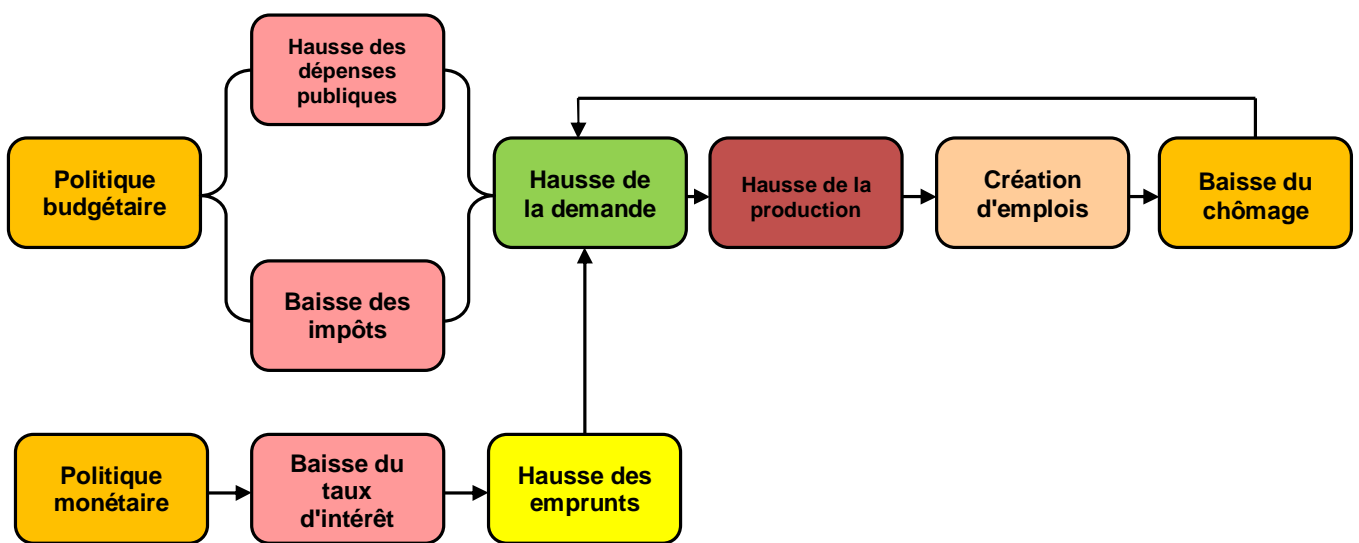 Hausse des
dépenses
publiques
Politique
budgétaire
Hausse de
la demande
Hausse de la
production
Création
d'emplois
Baisse du
chômage
Baisse des
impôts
Politique
monétaire
Baisse du
taux
d'intérêt
Hausse des
emprunts